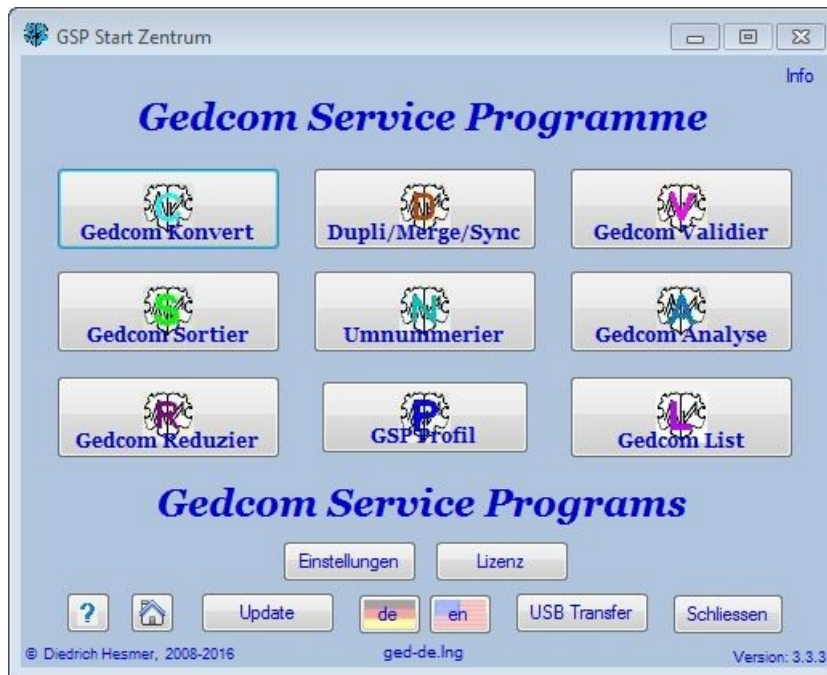 GSP Start Zentrum
Info
Gedcom Service Programme
C
Gedcom Konvert
D
Dupli/Merge/Sync
V
Gedcom Validier
S
Gedcom Sortier
N
Umnummerier
A
Gedcom Analyse
R
Gedcom Reduzier
P
GSP Profil
L
Gedcom List
Gedcom Service Programs
Einstellungen Lizenz
? Update de en USB Transfer Schliessen
© Diedrich Hesmer, 2008-2016 ged-de.lng Version: 3.3.3